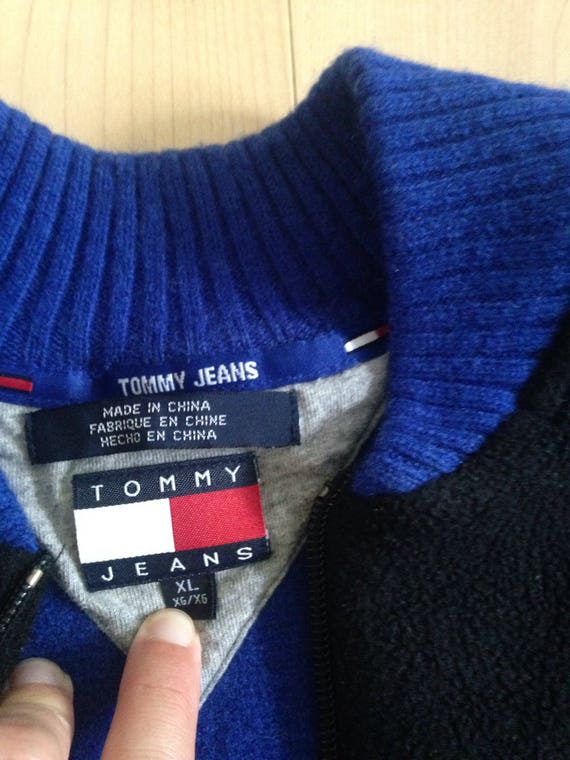 TOMMY JEANS
MADE IN CHINA
FABRIQUE EN CHINE
HECHO EN CHINA
TOMMY
JEANS
XL
XG/XG